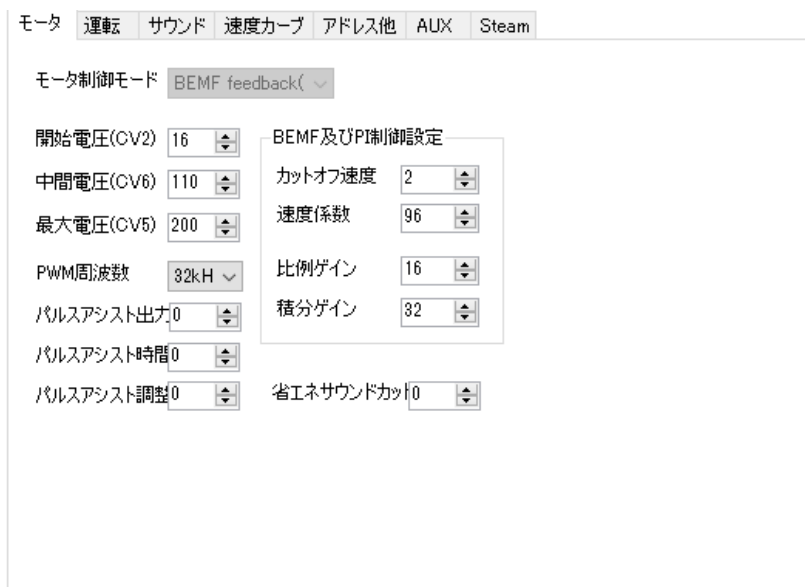 モータ 運転 サウンド 速度カーブ アドレス他 AUX Steam
モータ制御モード BEMF feedback(
開始電圧(CV2) 16
中間電圧(CV6) 110
最大電圧(CV5) 200
PWM周波数 32kH
パルスアシスト出力 0
パルスアシスト時間 0
パルスアシスト調整 0
BEMF及びPI制御設定
カットオフ速度 2
速度係数 96
比例ゲイン 16
積分ゲイン 32
省エネサウンドカット 0